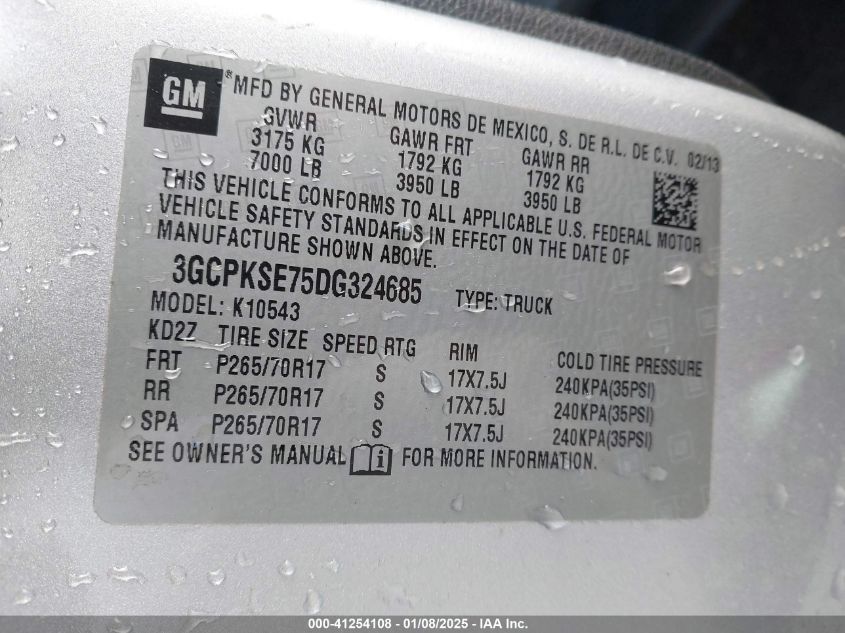 GM ®MFD BY GENERAL MOTORS DE MEXICO, S. DE R.L. DE C.V. 02/13
GVWR GAWR FRT GAWR RR
3175 KG 1792 KG 1792 KG
7000 LB 3950 LB 3950 LB
THIS VEHICLE CONFORMS TO ALL APPLICABLE U.S. FEDERAL MOTOR
VEHICLE SAFETY STANDARDS IN EFFECT ON THE DATE OF
MANUFACTURE SHOWN ABOVE.
3GCPKSE75DG324685 TYPE: TRUCK
MODEL: K10543
KD2Z TIRE SIZE SPEED RTG RIM COLD TIRE PRESSURE
FRT P265/70R17 S 17X7.5J 240KPA(35PSI)
RR P265/70R17 S 17X7.5J 240KPA(35PSI)
SPA P265/70R17 S 17X7.5J 240KPA(35PSI)
SEE OWNER'S MANUAL FOR MORE INFORMATION.
000-41254108 - 01/08/2025 - IAA Inc.